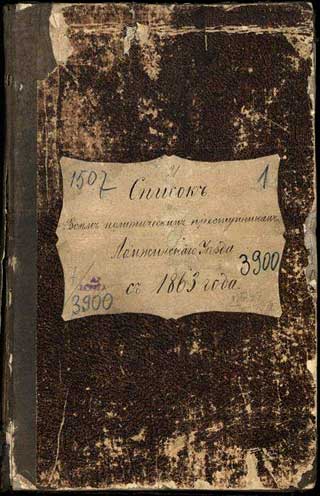 1507 1
Списокъ
Всѣмъ политическимъ преступникамъ
Ломжинскаго Уѣзда
3900
съ 1863 года
3900